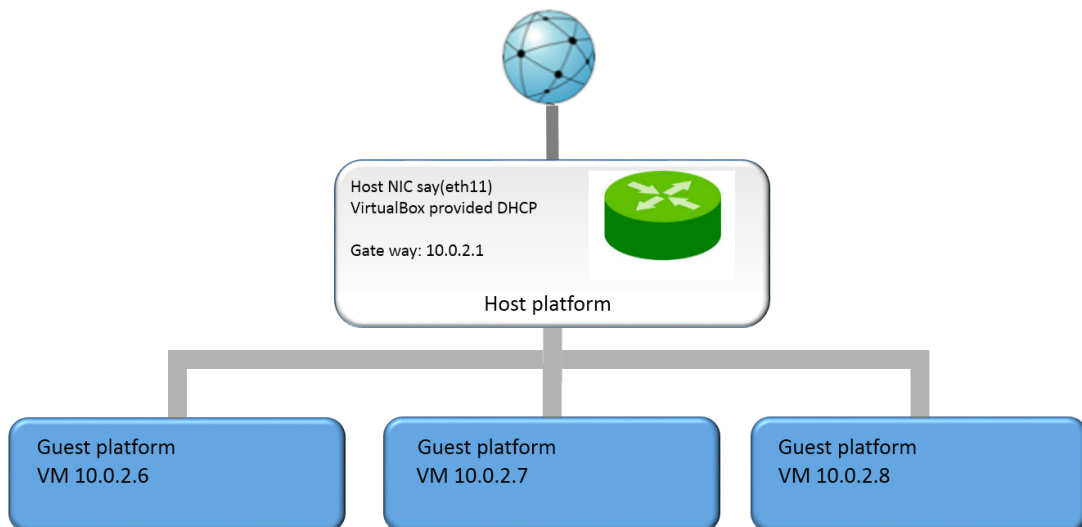 Host NIC say(eth11)
VirtualBox provided DHCP
Gate way: 10.0.2.1
Host platform
Guest platform
VM 10.0.2.6
Guest platform
VM 10.0.2.7
Guest platform
VM 10.0.2.8